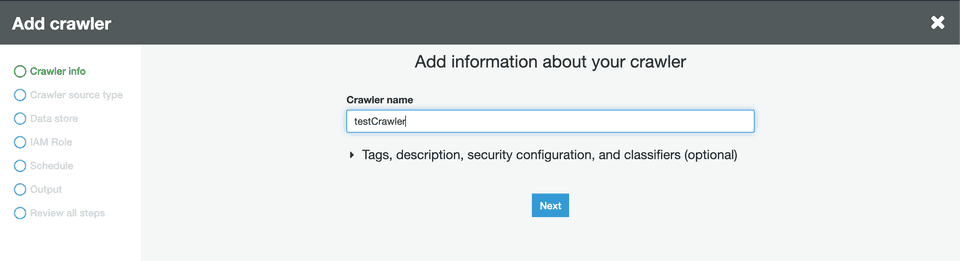 Add crawler
Crawler info
Crawler source type
Data store
IAM Role
Schedule
Output
Review all steps
Add information about your crawler
Crawler name
testCrawler
Tags, description, security configuration, and classifiers (optional)
Next